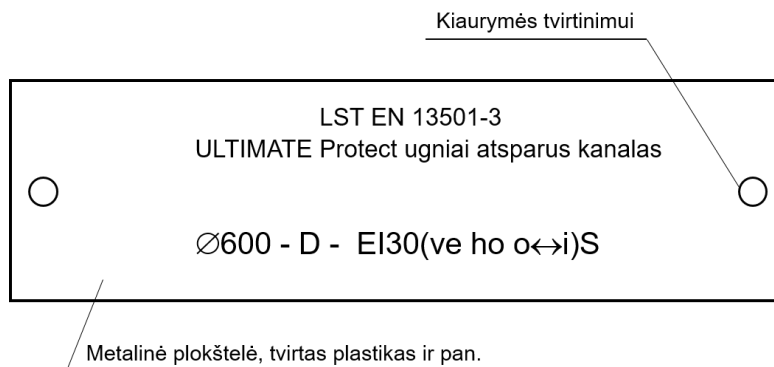 Kiaurymės tvirtinimui
LST EN 13501-3
ULTIMATE Protect ugniai atsparus kanalas
∅600 - D - EI30(ve ho o↔i)S
Metalinė plokštelė, tvirtas plastikas ir pan.